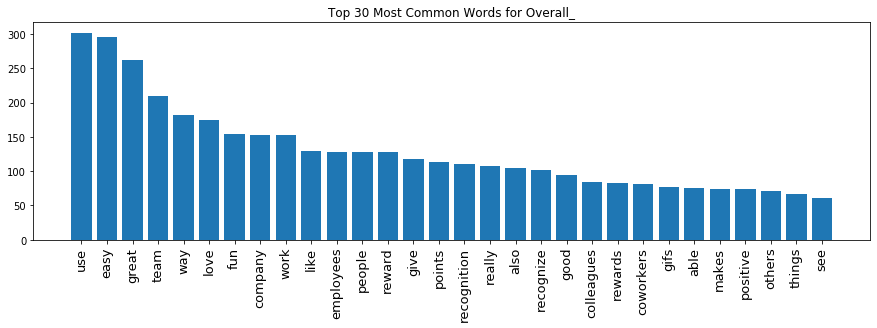 Top 30 Most Common Words for Overall_
300
250
200
150
100
50
0
use
easy
great
team
way
love
fun
company
work
like
employees
people
reward
give
points
recognition
really
also
recognize
good
colleagues
rewards
coworkers
gifs
able
makes
positive
others
things
see